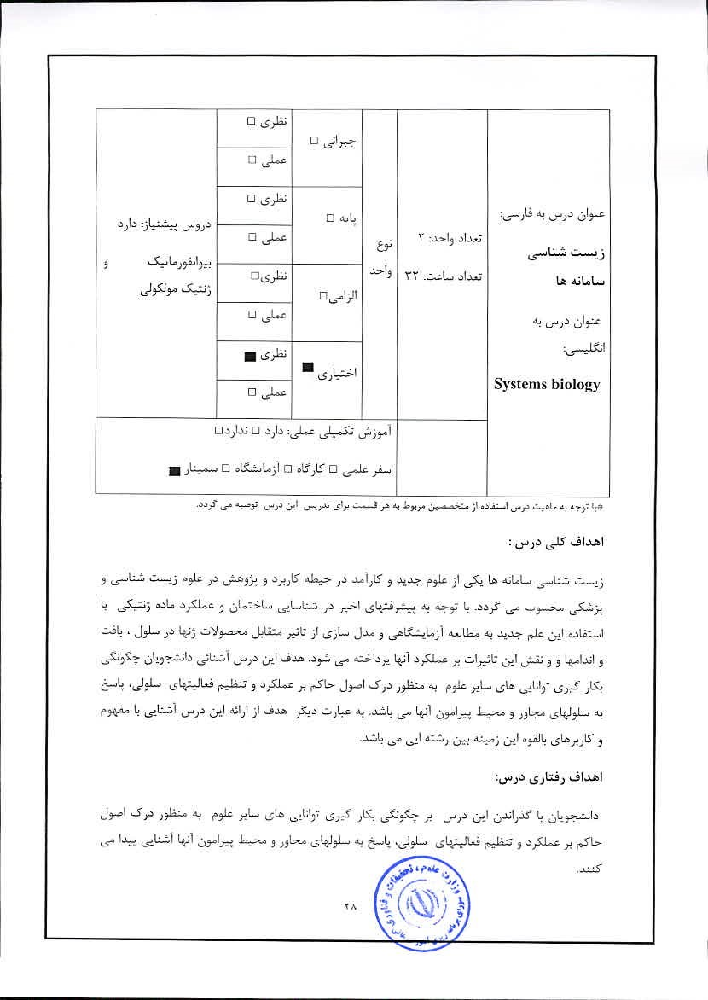 عنوان درس به فارسی:
زیست شناسی
سامانه ها
عنوان درس به
انگلیسی:
Systems biology
تعداد واحد: ۲
تعداد ساعت: ۳۲
نوع
واحد
جبرانی □
نظری □
عملی □
پایه □
نظری □
عملی □
الزامی□
نظری□
عملی □
اختیاری ■
نظری ■
عملی □
دروس پیشنیاز: دارد
بیوانفورماتیک و
ژنتیک مولکولی
آموزش تکمیلی عملی: دارد □ ندارد□
سفر علمی □ کارگاه □ آزمایشگاه □ سمینار ■
*با توجه به ماهیت درس استفاده از متخصصین مربوط به هر قسمت برای تدریس این درس توصیه می گردد.
اهداف کلی درس :
زیست شناسی سامانه ها یکی از علوم جدید و کارآمد در حیطه کاربرد و پژوهش در علوم زیست شناسی و
پزشکی محسوب می گردد. با توجه به پیشرفتهای اخیر در شناسایی ساختمان و عملکرد ماده ژنتیکی با
استفاده این علم جدید به مطالعه آزمایشگاهی و مدل سازی از تاثیر متقابل محصولات ژنها در سلول ، بافت
و اندامها و و نقش این تاثیرات بر عملکرد آنها پرداخته می شود. هدف این درس آشنائی دانشجویان چگونگی
بکار گیری توانایی های سایر علوم به منظور درک اصول حاکم بر عملکرد و تنظیم فعالیتهای سلولی، پاسخ
به سلولهای مجاور و محیط پیرامون آنها می باشد. به عبارت دیگر هدف از ارائه این درس آشنایی با مفهوم
و کاربرهای بالقوه این زمینه بین رشته ایی می باشد.
اهداف رفتاری درس:
دانشجویان با گذراندن این درس بر چگونگی بکار گیری توانایی های سایر علوم به منظور درک اصول
حاکم بر عملکرد و تنظیم فعالیتهای سلولی، پاسخ به سلولهای مجاور و محیط پیرامون آنها آشنایی پیدا می
کنند.
وزارت علوم، تحقیقات و فناوری
۲۸